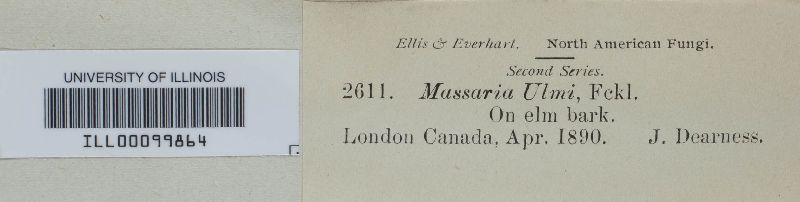 UNIVERSITY OF ILLINOIS
ILL00099864
Ellis & Everhart. North American Fungi.
Second Series.
2611. Massaria Ulmi, Fckl.
On elm bark.
London Canada, Apr. 1890. J. Dearness.